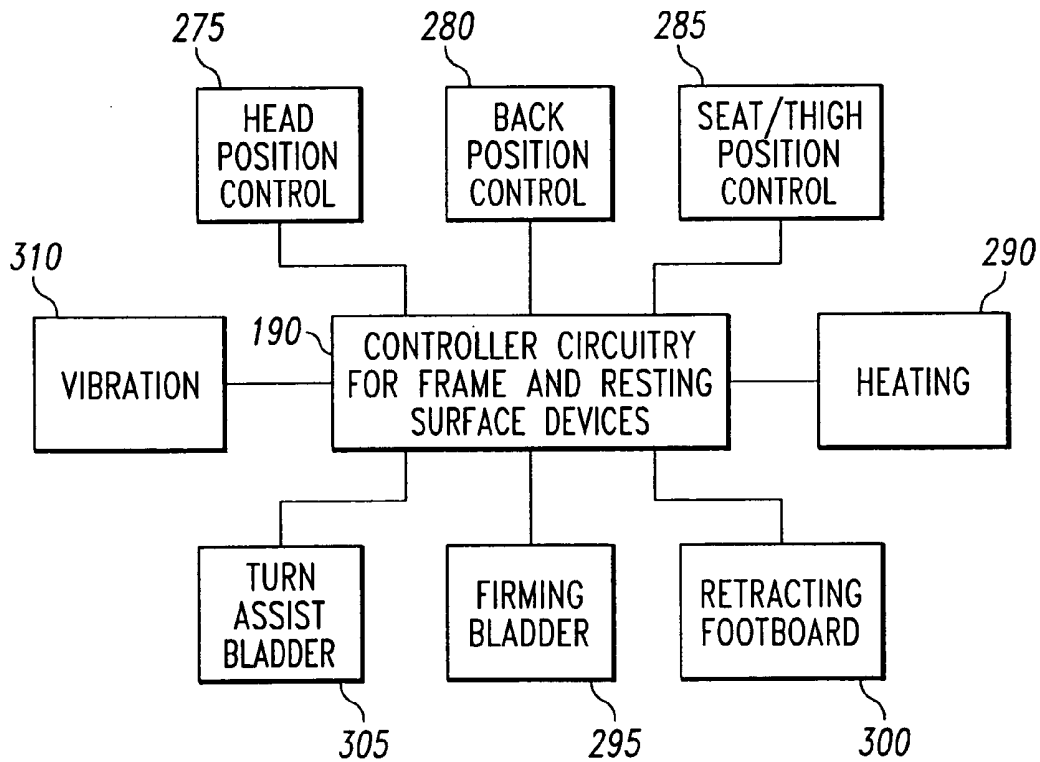 275
280
285
HEAD
POSITION
CONTROL
BACK
POSITION
CONTROL
SEAT/THIGH
POSITION
CONTROL
310
190
290
VIBRATION
CONTROLLER CIRCUITRY
FOR FRAME AND RESTING
SURFACE DEVICES
HEATING
TURN
ASSIST
BLADDER
FIRMING
BLADDER
RETRACTING
FOOTBOARD
305
295
300